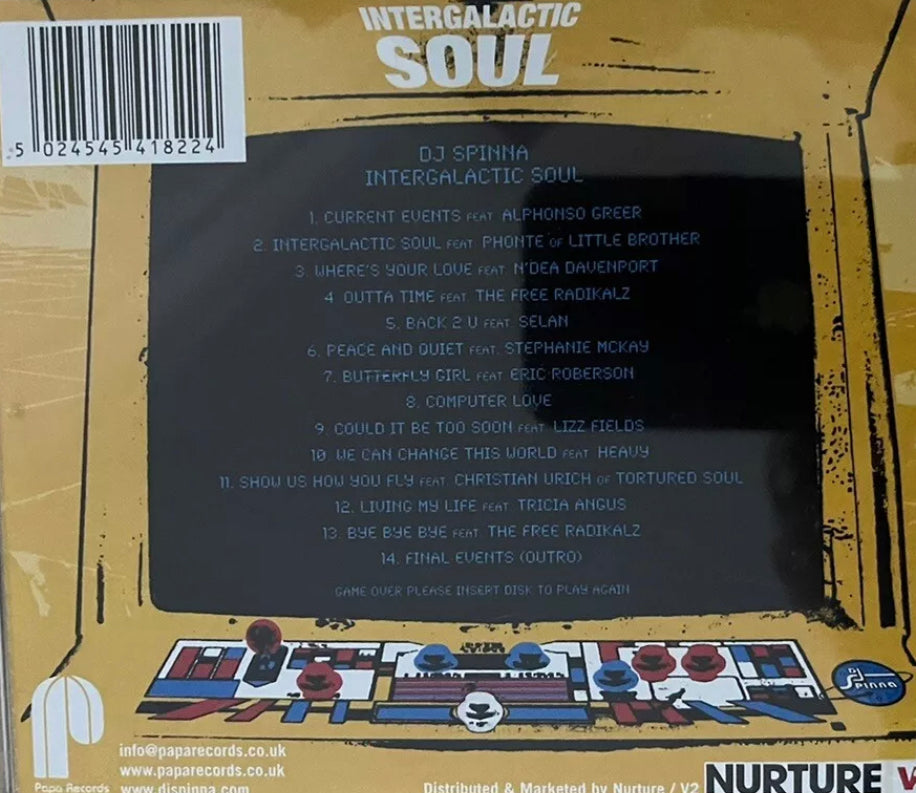 INTERGALACTIC
SOUL
5 024545 418224
DJ SPINNA
INTERGALACTIC SOUL
1. CURRENT EVENTS FEAT ALPHONSO GREER
2. INTERGALACTIC SOUL FEAT PHONTE OF LITTLE BROTHER
3. WHERE'S YOUR LOVE FEAT. N'DEA DAVENPORT
4 OUTTA TIME FEAT THE FREE RADIKALZ
5. BACK 2 U FEAT SELAN
6. PEACE AND QUIET FEAT. STEPHANIE MCKAY
7. BUTTERFLY GIRL FEAT ERIC ROBERSON
8. COMPUTER LOVE
9. COULD IT BE TOO SOON FEAT. LIZZ FIELDS
10. WE CAN CHANGE THIS WORLD FEAT HEAVY
11. SHOW US HOW YOU FLY FEAT. CHRISTIAN URICH OF TORTURED SOUL
12. LIVING MY LIFE FEAT TRICIA ANGUS
13. BYE BYE BYE FEAT. THE FREE RADIKALZ
14. FINAL EVENTS (OUTRO)
GAME OVER PLEASE INSERT DISK TO PLAY AGAIN
DJ
SPINNA
p
Papa Records
info@paparecords.co.uk
www.paparecords.co.uk
www.djspinna.com
Distributed & Marketed by Nurture / V2
NURTURE
V